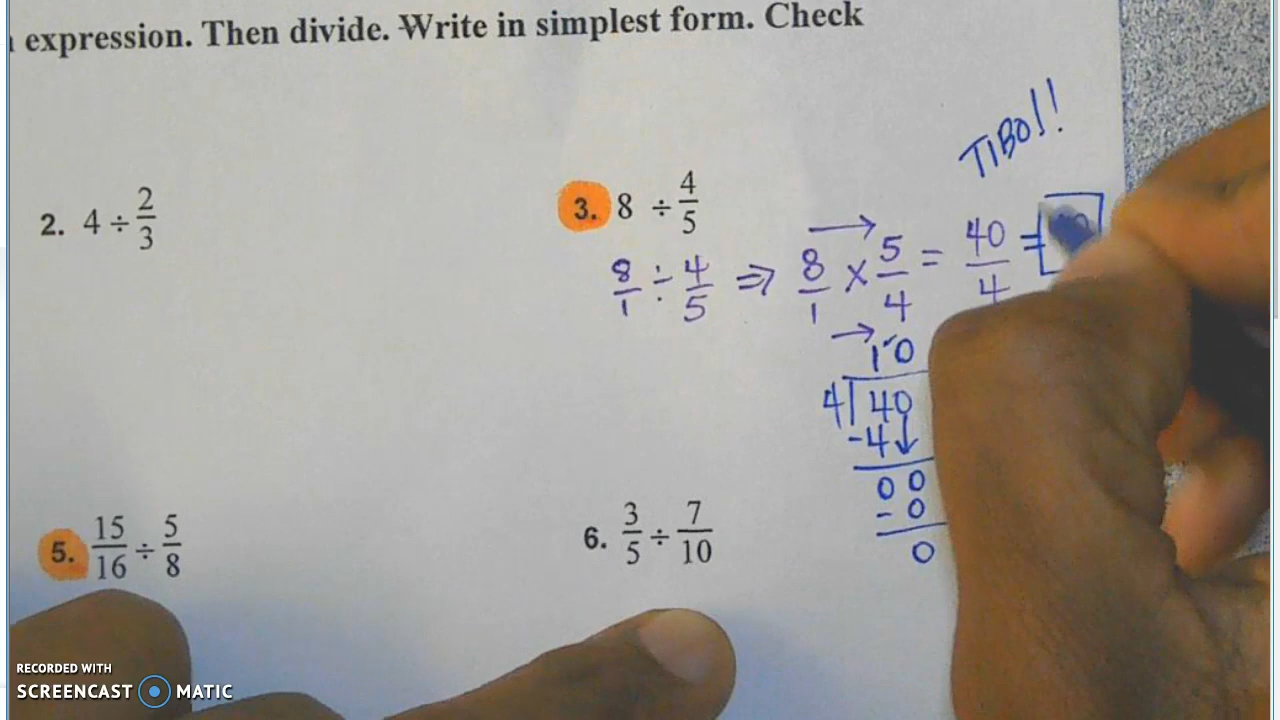 expression. Then divide. Write in simplest form. Check
TIBO!!
2. 4 ÷ 2/3
3. 8 ÷ 4/5
8/1 ÷ 4/5 ⇒ 8/1 × 5/4 = 40/4 =
10
4 40
-4
00
-0
0
5. 15/16 ÷ 5/8
6. 3/5 ÷ 7/10
RECORDED WITH
SCREENCAST MATIC